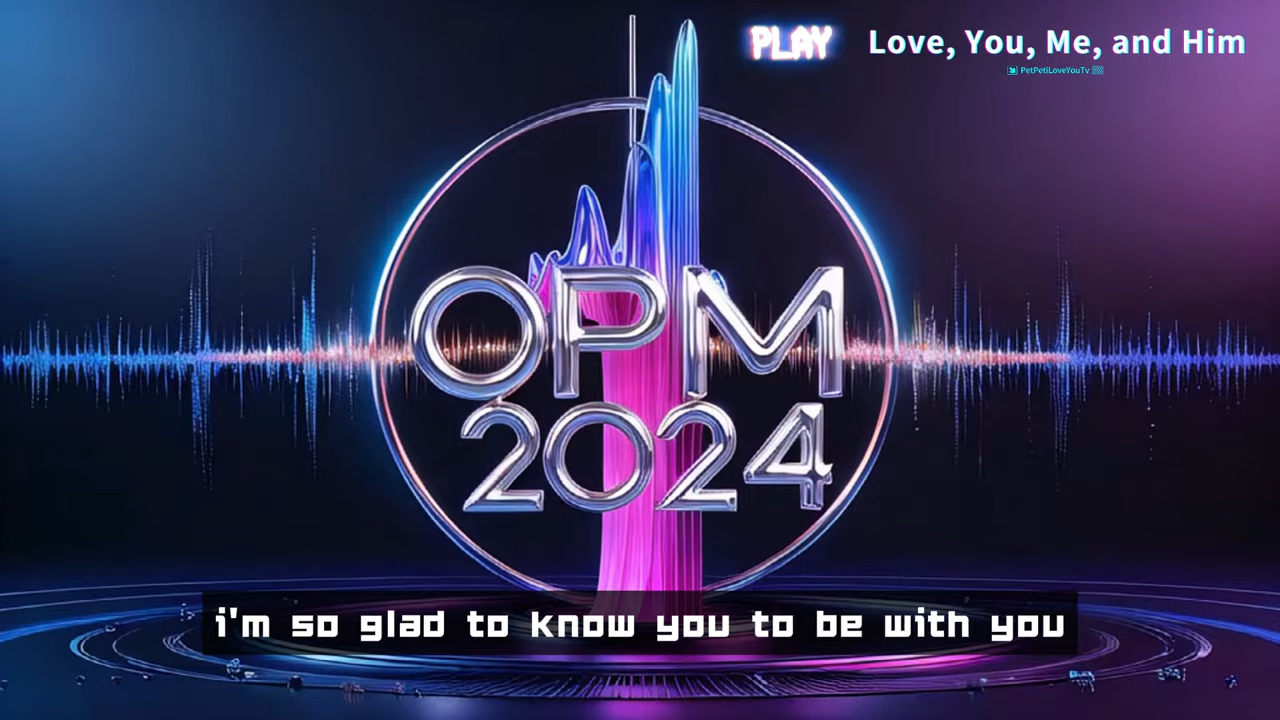 PLAY Love, You, Me, and Him
PetPetiLoveYouTv
OPM
2024
i'm so glad to know you to be with you